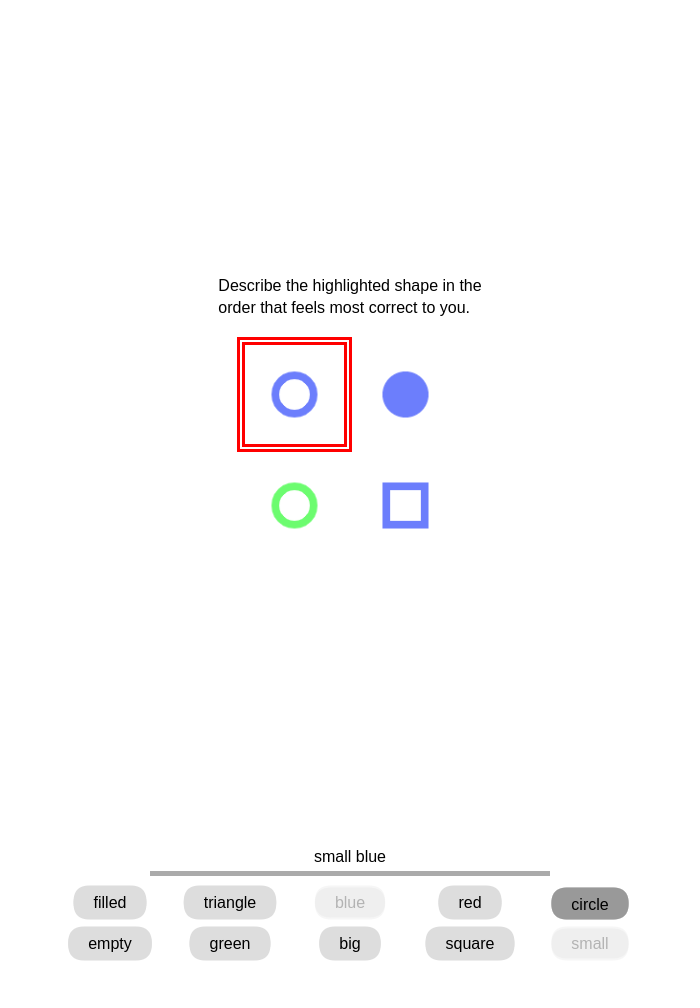 Describe the highlighted shape in the
order that feels most correct to you.
small blue
filled triangle blue red circle
empty green big square small